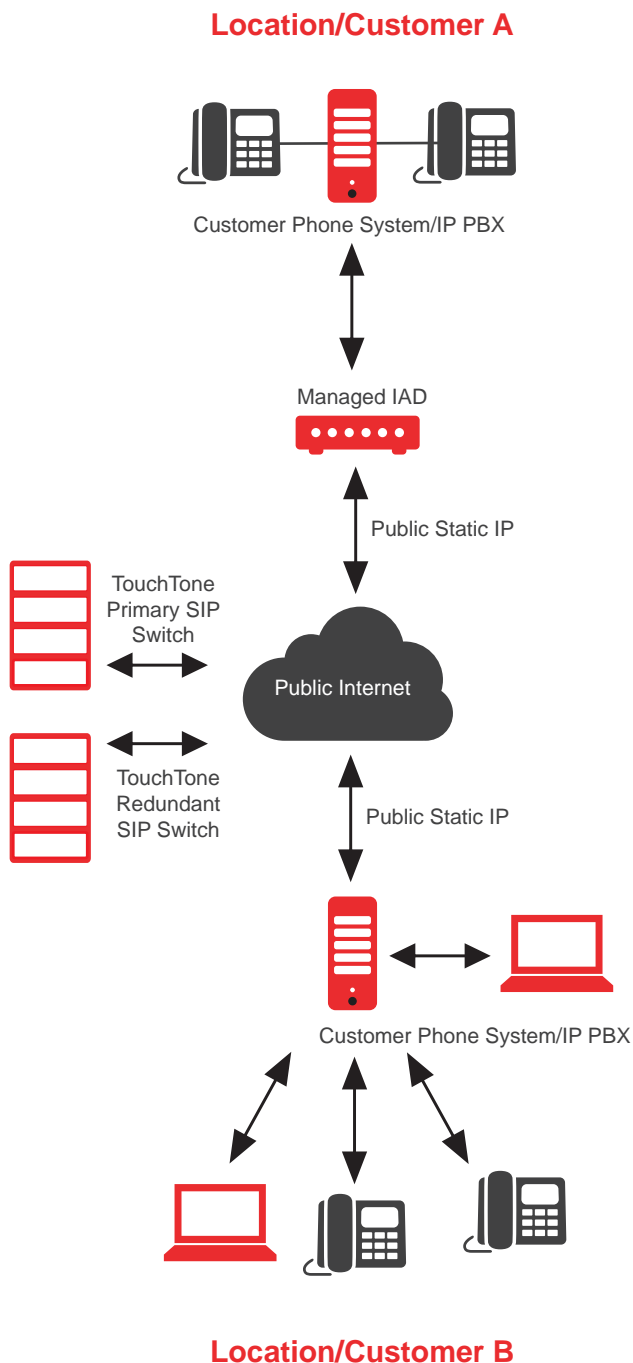 Location/Customer A
Customer Phone System/IP PBX
Managed IAD
Public Static IP
TouchTone
Primary SIP
Switch
Public Internet
TouchTone
Redundant
SIP Switch
Public Static IP
Customer Phone System/IP PBX
Location/Customer B